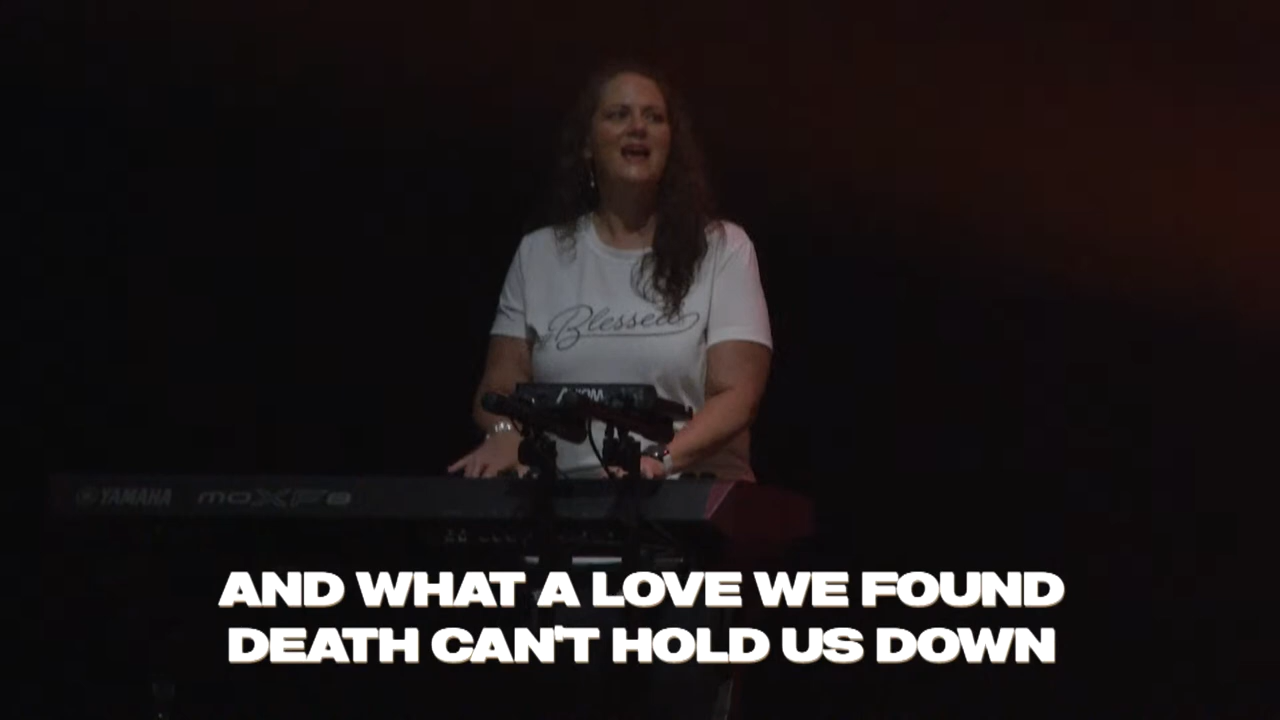 Blessed
YAMAHA MOXF8
AND WHAT A LOVE WE FOUND
DEATH CAN'T HOLD US DOWN